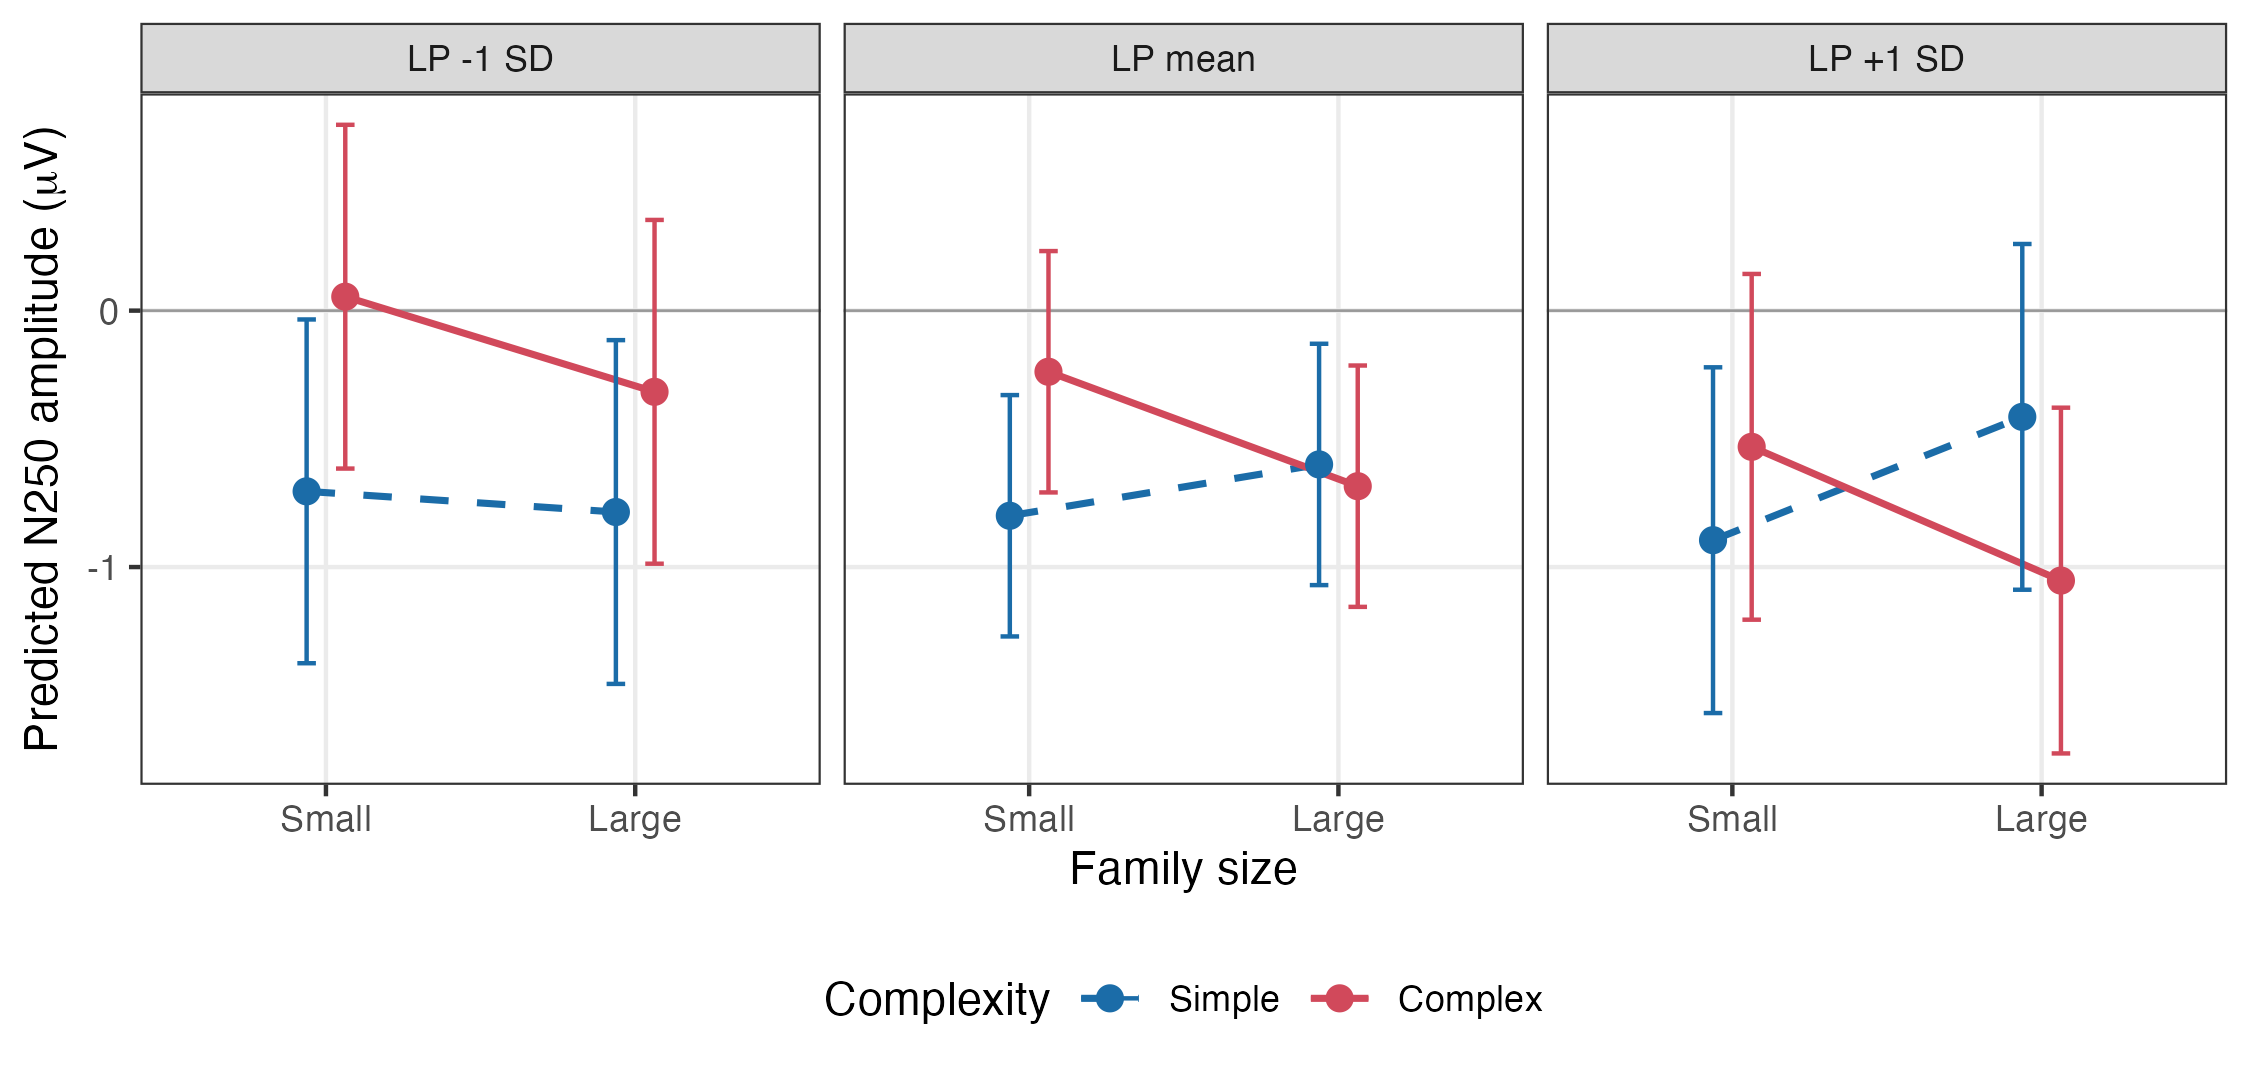 LP -1 SD
LP mean
LP +1 SD
Predicted N250 amplitude (μV)
0
-1
Small
Large
Small
Large
Small
Large
Family size
Complexity
Simple
Complex